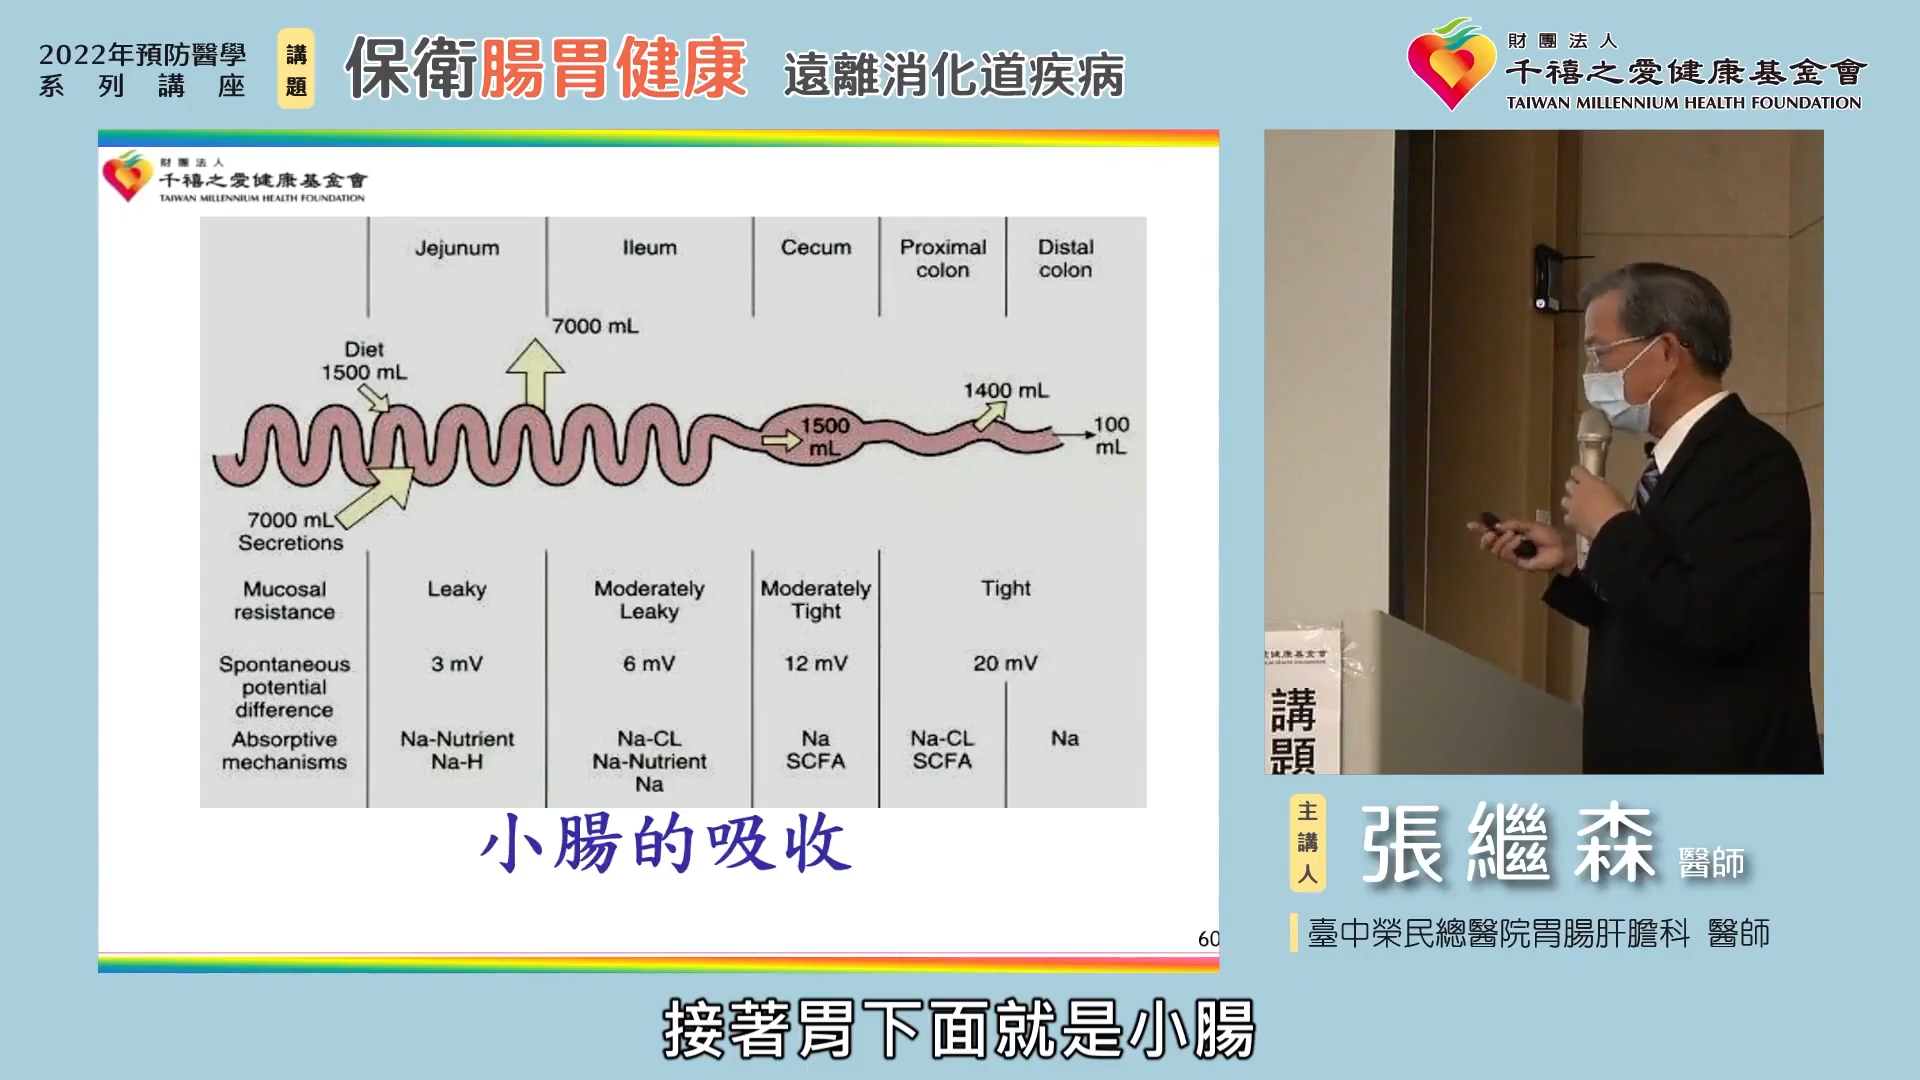 2022年預防醫學
系列講座
講題
保衛腸胃健康 遠離消化道疾病
財團法人
千禧之愛健康基金會
TAIWAN MILLENNIUM HEALTH FOUNDATION
財團法人
千禧之愛健康基金會
TAIWAN MILLENNIUM HEALTH FOUNDATION
Jejunum
Ileum
Cecum
Proximal
colon
Distal
colon
7000 mL
Diet
1500 mL
1400 mL
1500
mL
100
mL
7000 mL
Secretions
Mucosal
resistance
Leaky
Moderately
Leaky
Moderately
Tight
Tight
Spontaneous
potential
difference
3 mV
6 mV
12 mV
20 mV
Absorptive
mechanisms
Na-Nutrient
Na-H
Na-CL
Na-Nutrient
Na
Na
SCFA
Na-CL
SCFA
Na
小腸的吸收
60
健康基金會
講
題
主講人
張繼森 醫師
臺中榮民總醫院胃腸肝膽科 醫師
接著胃下面就是小腸